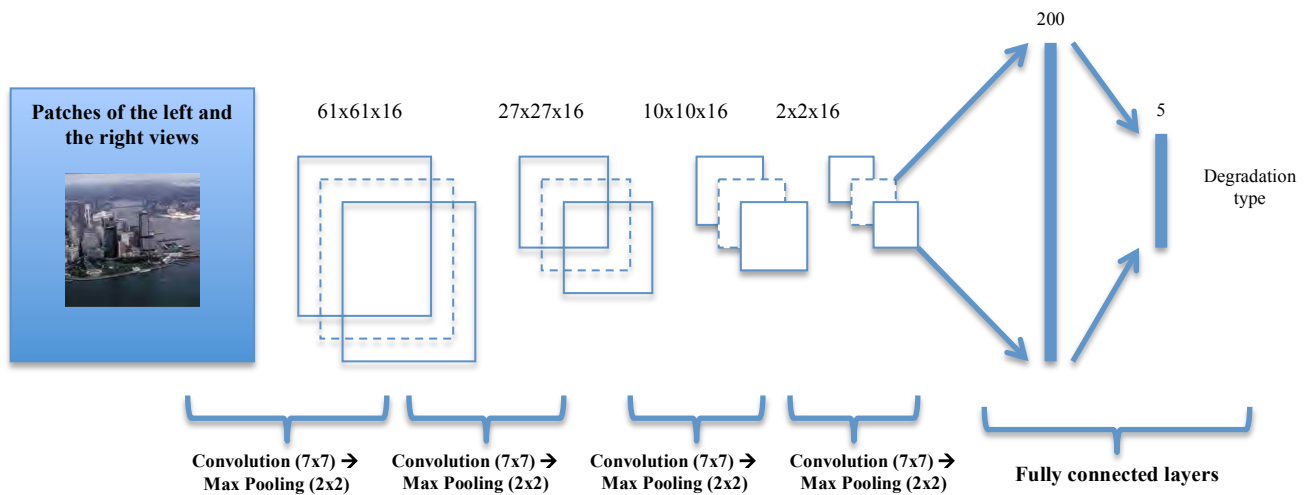 200
Patches of the left and
the right views
61x61x16
27x27x16
10x10x16
2x2x16
5
Degradation
type
Convolution (7x7) →
Max Pooling (2x2)
Convolution (7x7) →
Max Pooling (2x2)
Convolution (7x7) →
Max Pooling (2x2)
Convolution (7x7) →
Max Pooling (2x2)
Fully connected layers